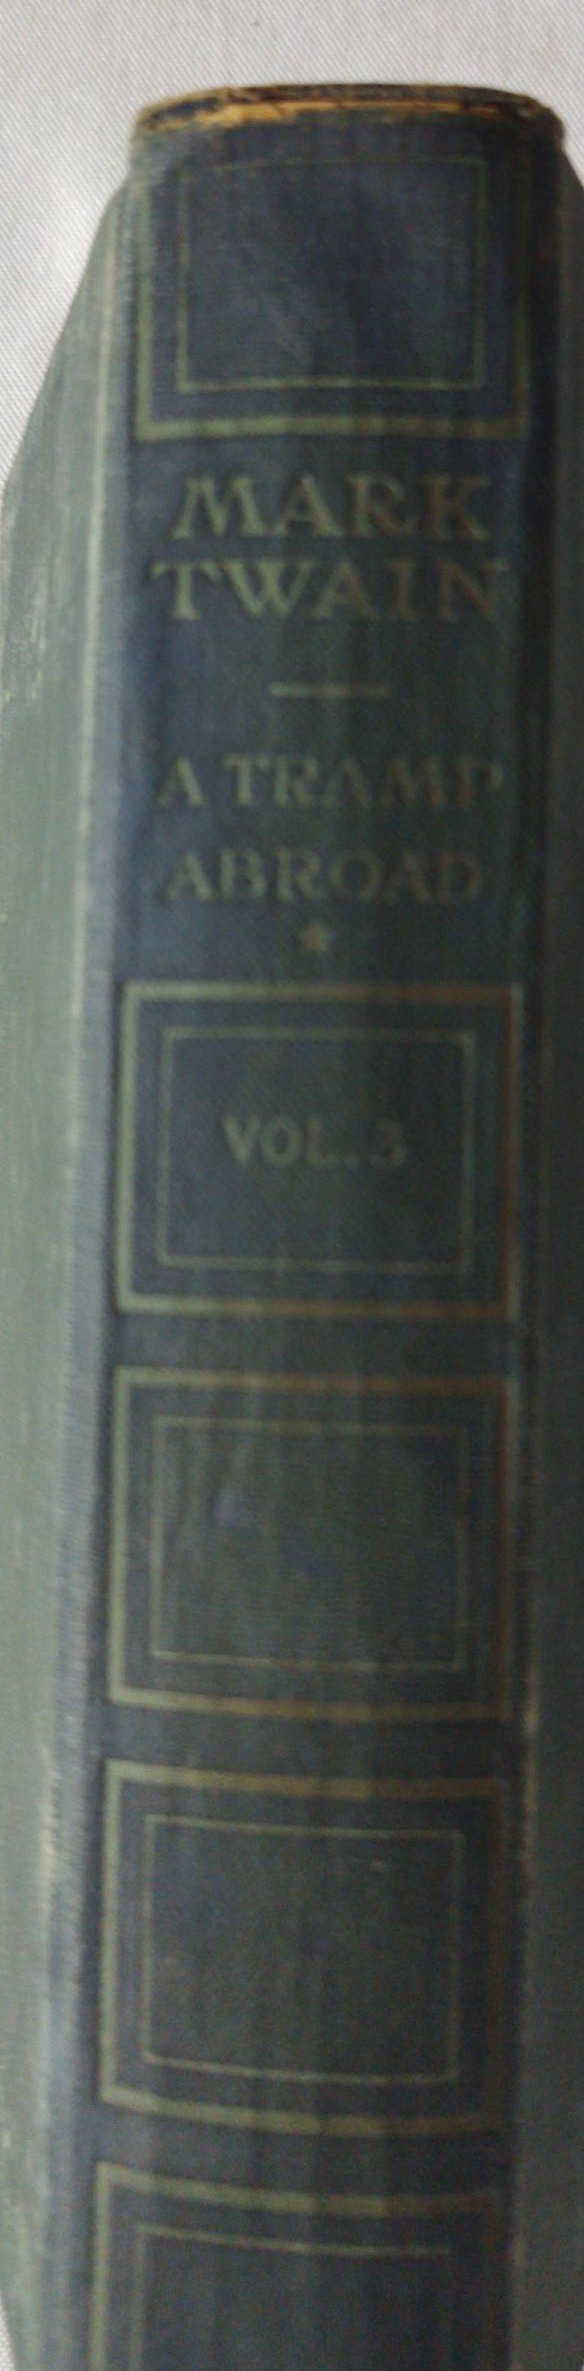 MARK
TWAIN
A TRAMP
ABROAD
VOL. 3